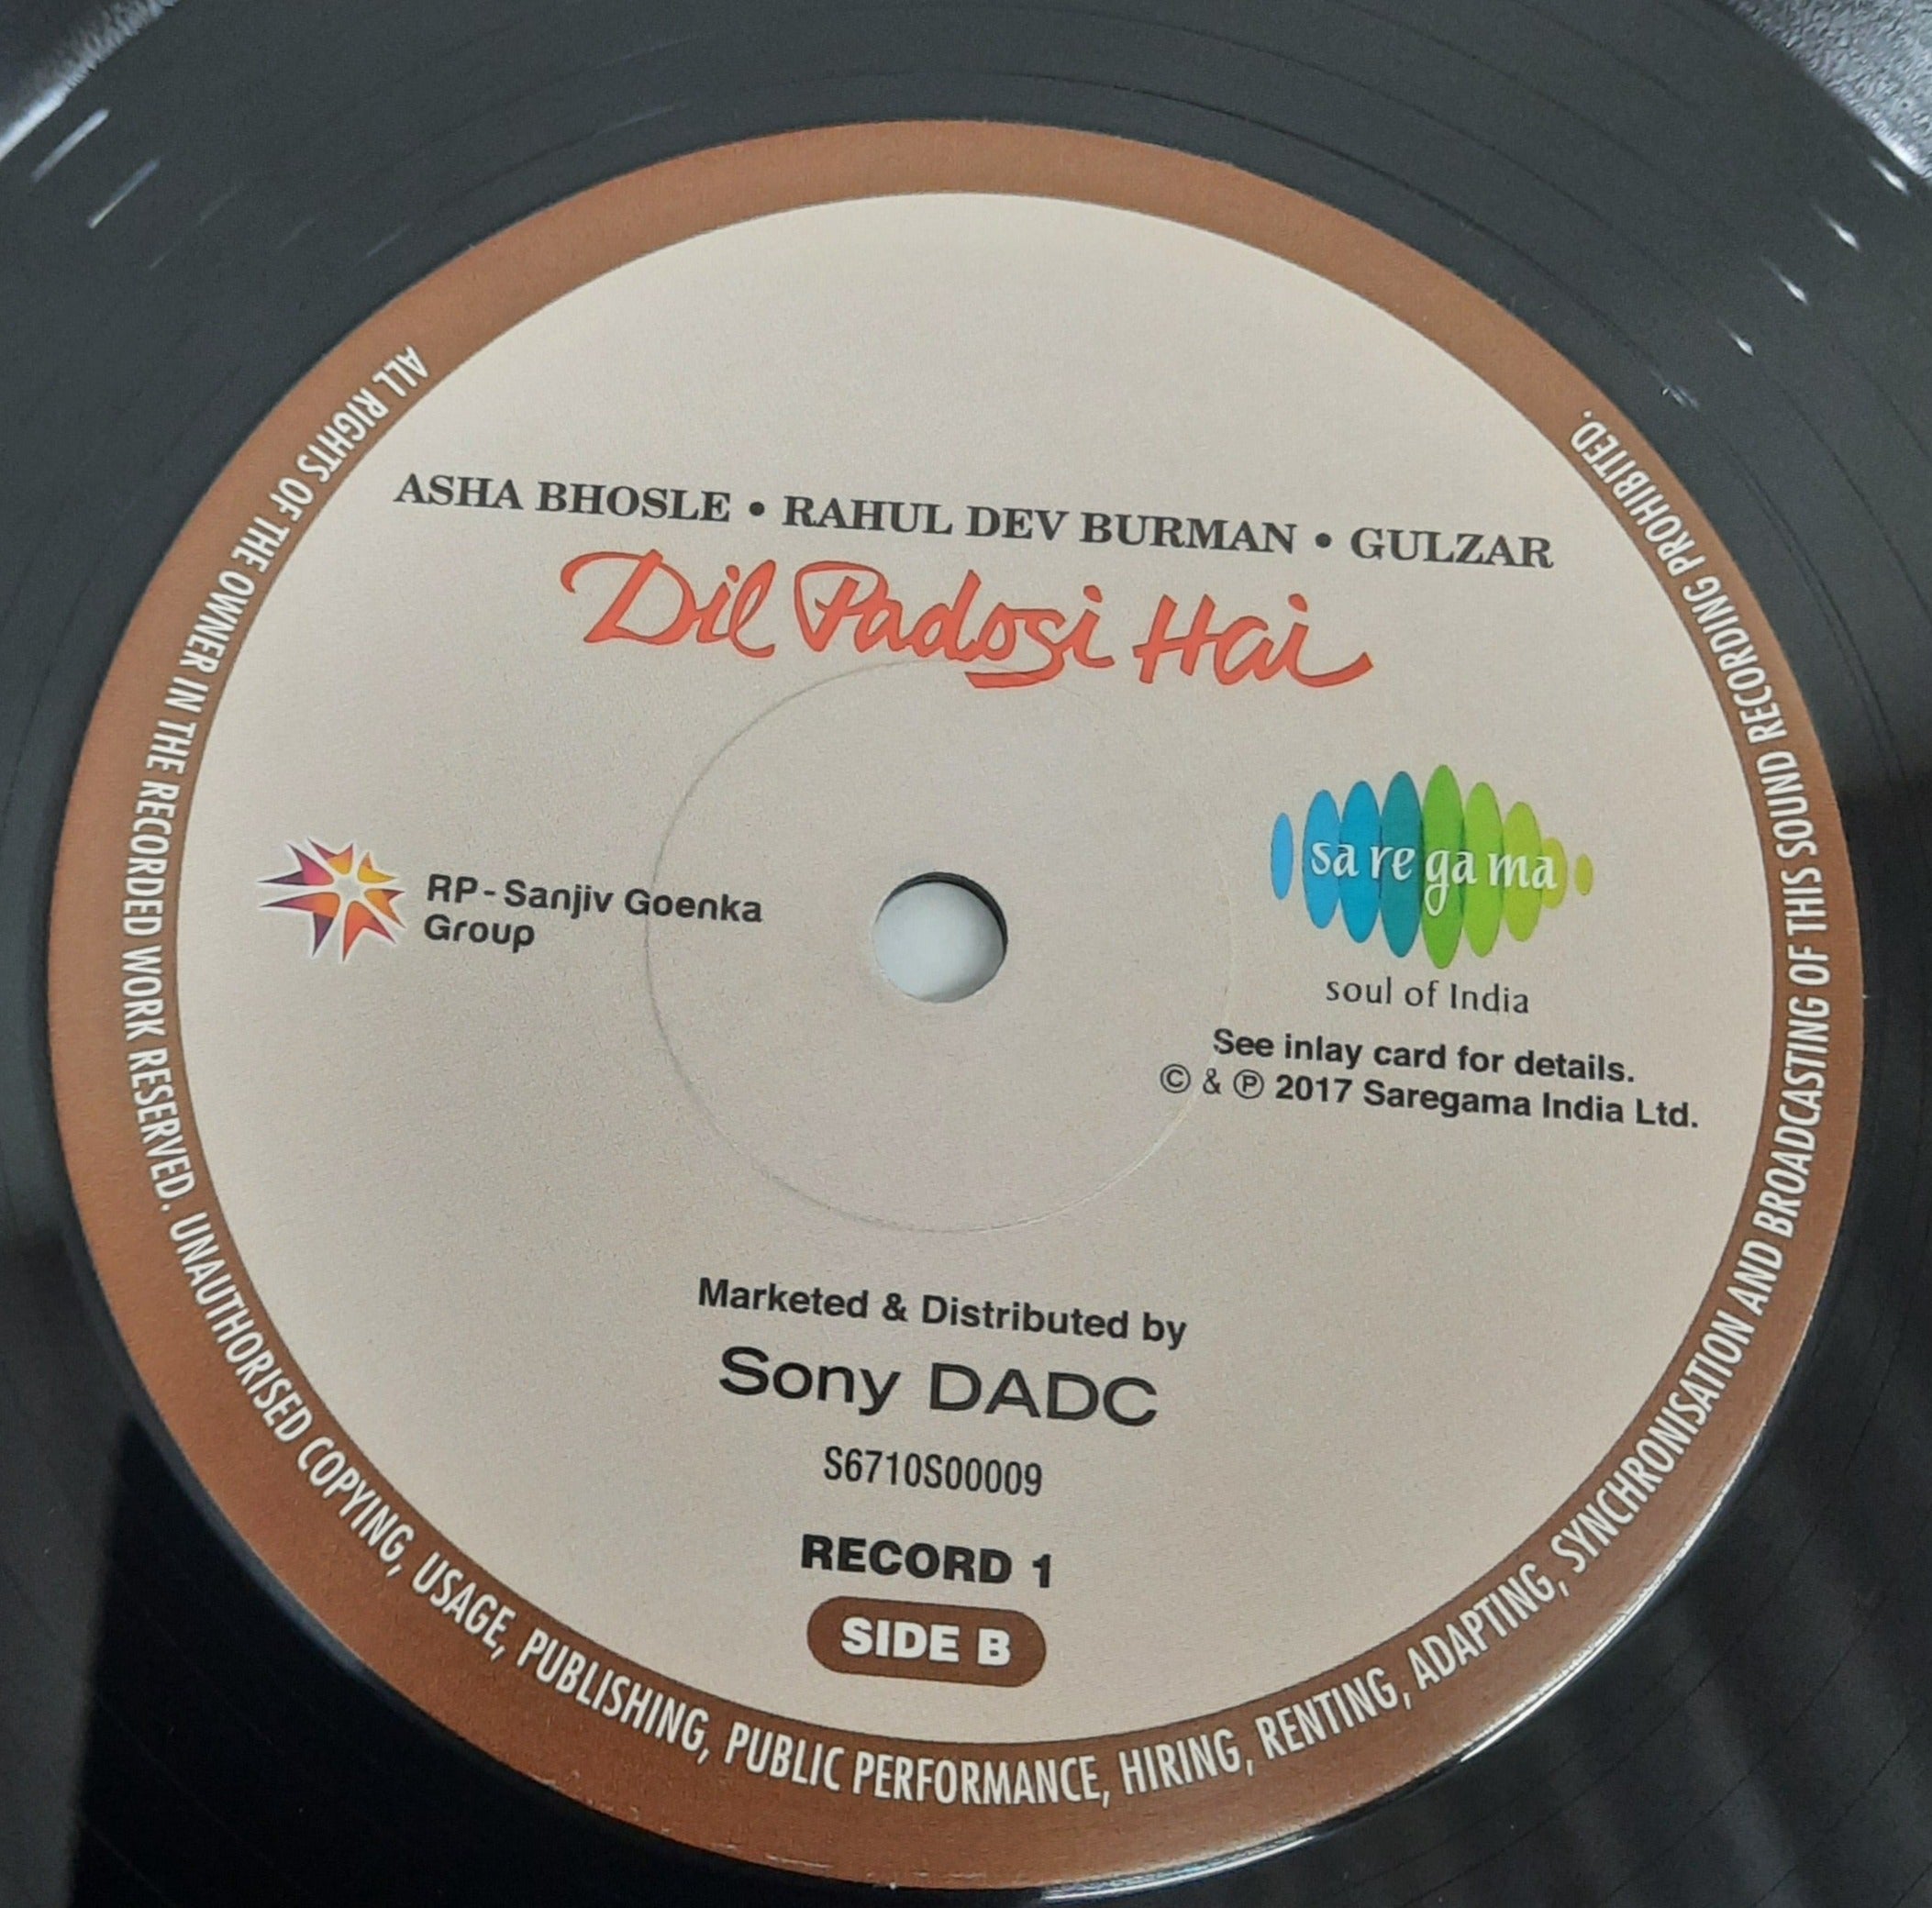 ASHA BHOSLE • RAHUL DEV BURMAN • GULZAR
Dil Padosi Hai
RP-Sanjiv Goenka
Group
sa re ga ma
soul of India
See inlay card for details.
© & ℗ 2017 Saregama India Ltd.
Marketed & Distributed by
Sony DADC
S6710S00009
RECORD 1
SIDE B
ALL RIGHTS OF THE OWNER IN THE RECORDED WORK RESERVED. UNAUTHORISED COPYING, USAGE, PUBLISHING, PUBLIC PERFORMANCE, HIRING, RENTING, ADAPTING, SYNCHRONISATION AND BROADCASTING OF THIS SOUND RECORDING PROHIBITED.